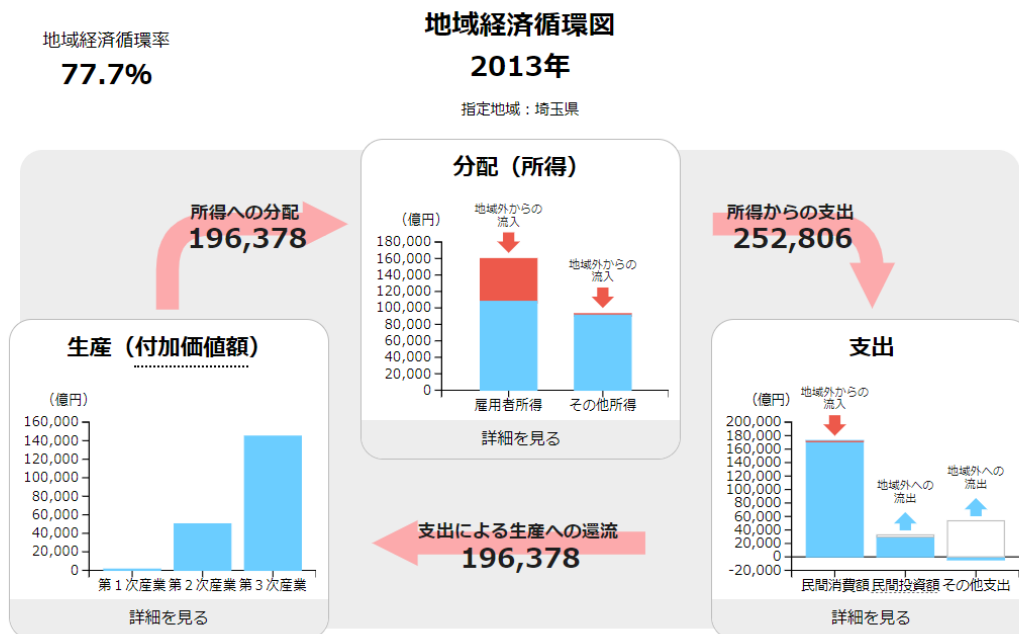 地域経済循環図
2013年
指定地域：埼玉県
地域経済循環率
77.7%
所得への分配
196,378
分配（所得）
（億円）
地域外からの
流入
地域外からの
流入
180,000
160,000
140,000
120,000
100,000
80,000
60,000
40,000
20,000
0
雇用者所得 その他所得
詳細を見る
所得からの支出
252,806
生産（付加価値額）
（億円）
160,000
140,000
120,000
100,000
80,000
60,000
40,000
20,000
0
第１次産業 第２次産業 第３次産業
詳細を見る
支出による生産への還流
196,378
支出
（億円）
地域外からの
流入
地域外への
流出
地域外への
流出
200,000
180,000
160,000
140,000
120,000
100,000
80,000
60,000
40,000
20,000
0
-20,000
民間消費額 民間投資額 その他支出
詳細を見る